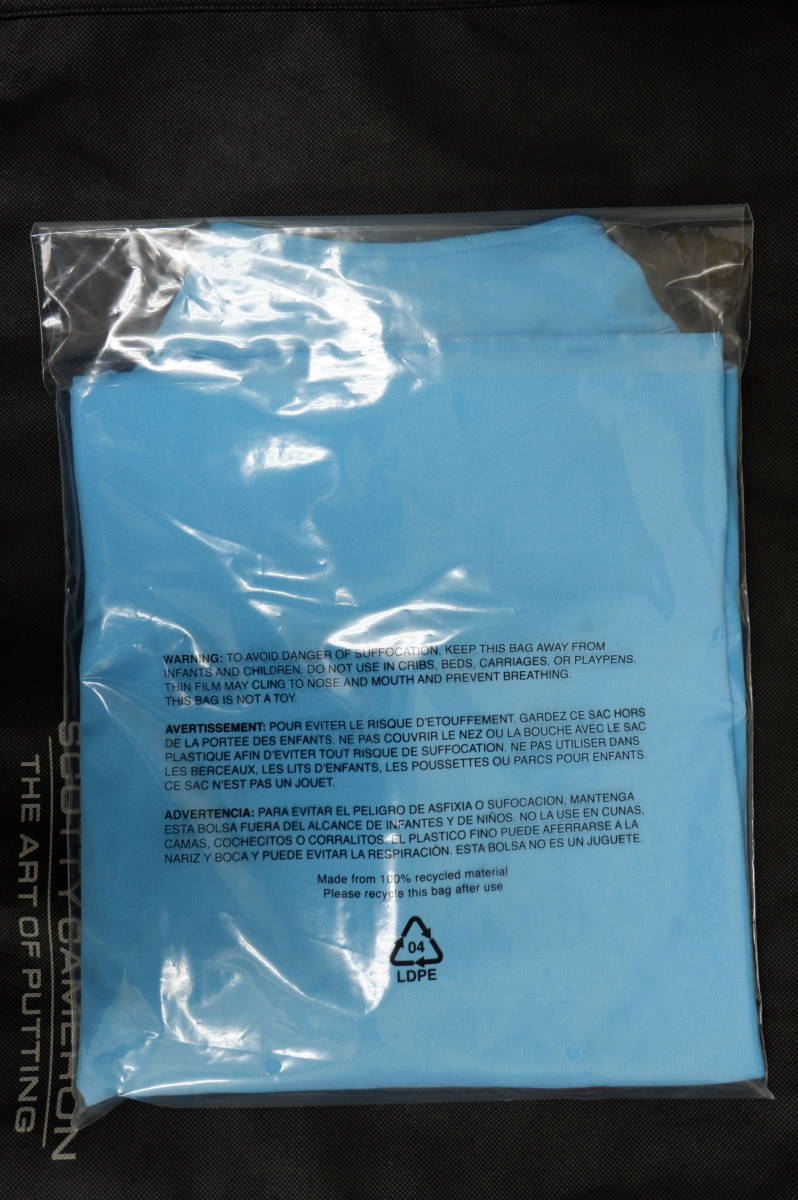 WARNING: TO AVOID DANGER OF SUFFOCATION, KEEP THIS BAG AWAY FROM
INFANTS AND CHILDREN. DO NOT USE IN CRIBS, BEDS, CARRIAGES, OR PLAYPENS.
THIN FILM MAY CLING TO NOSE AND MOUTH AND PREVENT BREATHING.
THIS BAG IS NOT A TOY.
AVERTISSEMENT: POUR EVITER LE RISQUE D'ETOUFFEMENT, GARDEZ CE SAC HORS
DE LA PORTEE DES ENFANTS. NE PAS COUVRIR LE NEZ OU LA BOUCHE AVEC LE SAC
PLASTIQUE AFIN D'EVITER TOUT RISQUE DE SUFFOCATION. NE PAS UTILISER DANS
LES BERCEAUX, LES LITS D'ENFANTS, LES POUSSETTES OU PARCS POUR ENFANTS.
CE SAC N'EST PAS UN JOUET.
ADVERTENCIA: PARA EVITAR EL PELIGRO DE ASFIXIA O SUFOCACION, MANTENGA
ESTA BOLSA FUERA DEL ALCANCE DE INFANTES Y DE NIÑOS. NO LA USE EN CUNAS,
CAMAS, COCHECITOS O CORRALITOS. EL PLASTICO FINO PUEDE AFERRARSE A LA
NARIZ Y BOCA Y PUEDE EVITAR LA RESPIRACIÓN. ESTA BOLSA NO ES UN JUGUETE.
Made from 100% recycled material
Please recycle this bag after use
04
LDPE
SCOTTY CAMERON
THE ART OF PUTTING